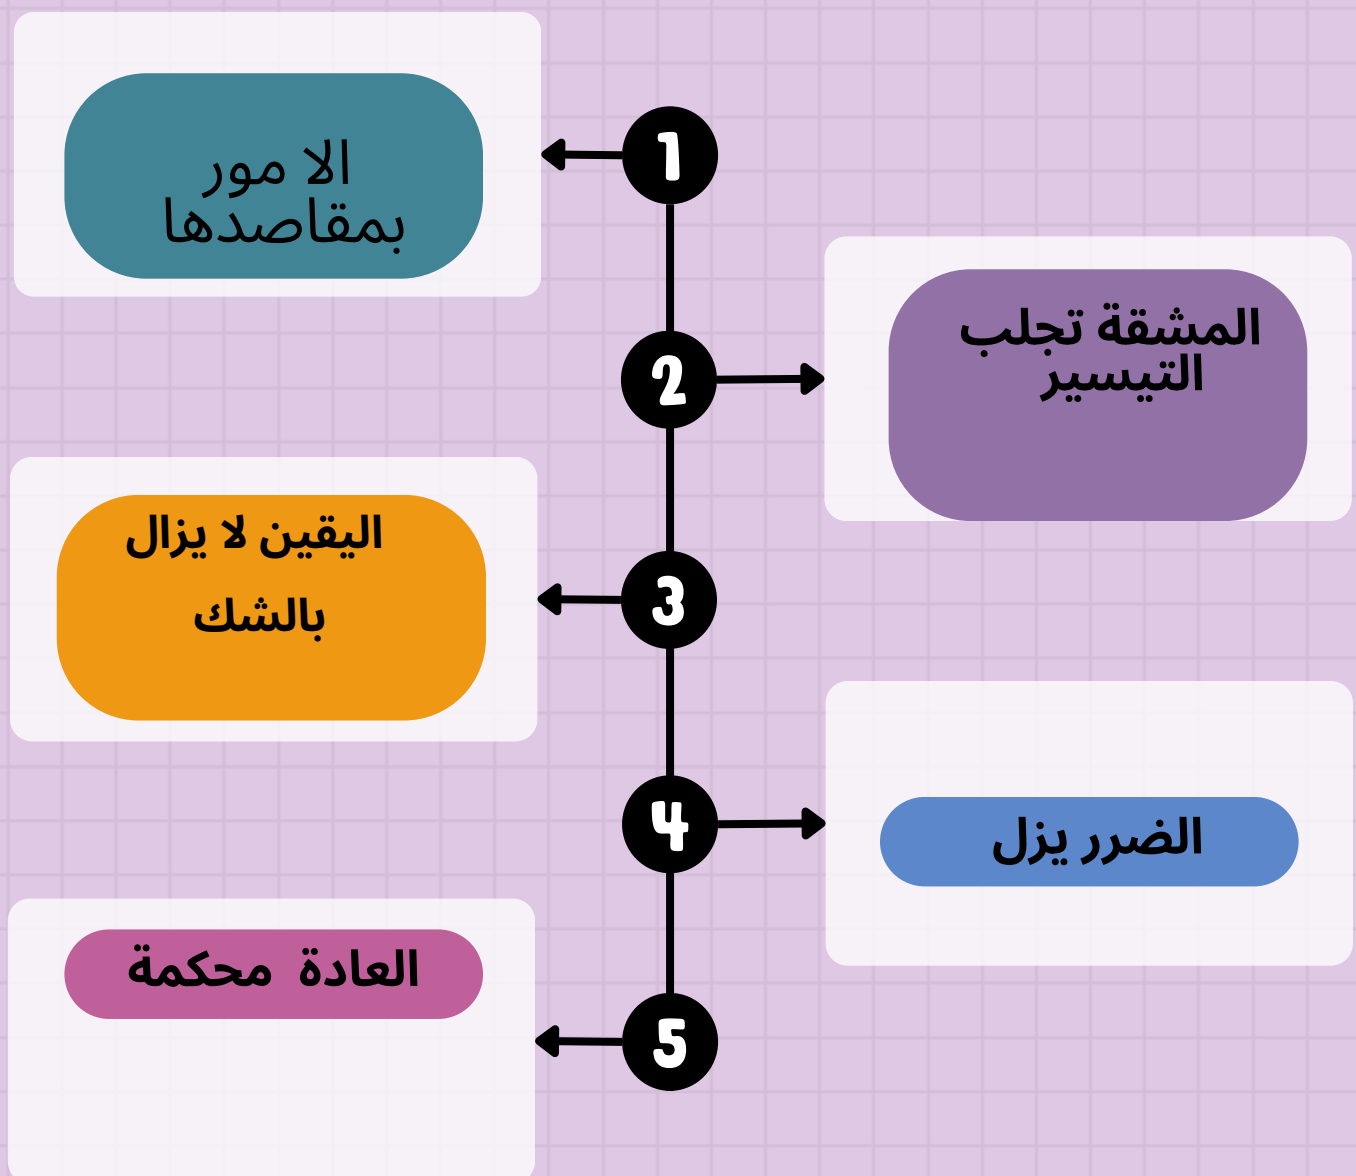 1
الا مور
بمقاصدها
2
المشقة تجلب
التيسير
3
اليقين لا يزال
بالشك
4
الضرر يزل
5
العادة محكمة